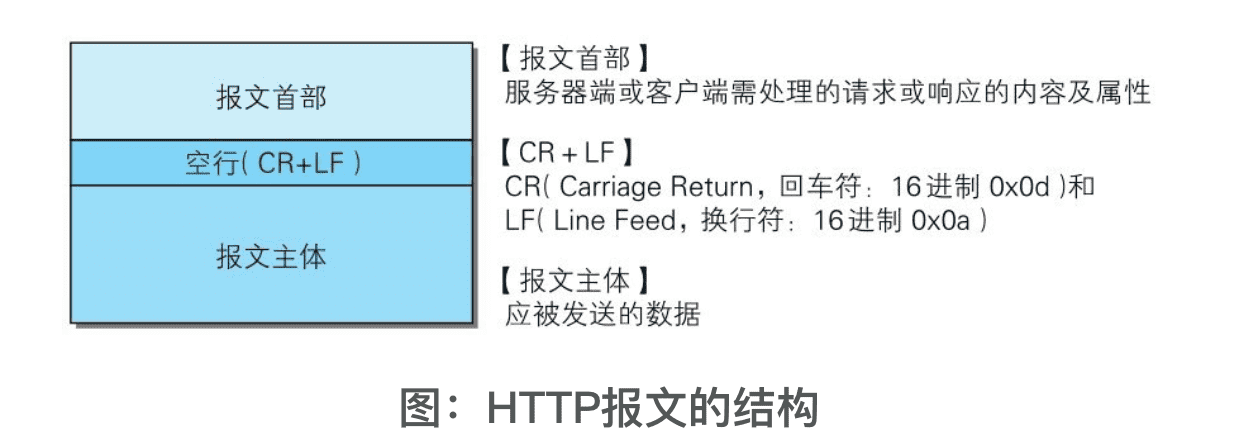 报文首部
空行( CR+LF )
报文主体
【 报文首部 】
服务器端或客户端需处理的请求或响应的内容及属性
【 CR + LF 】
CR( Carriage Return，回车符：16 进制 0x0d )和
LF( Line Feed，换行符：16 进制 0x0a )
【 报文主体 】
应被发送的数据
图：HTTP报文的结构